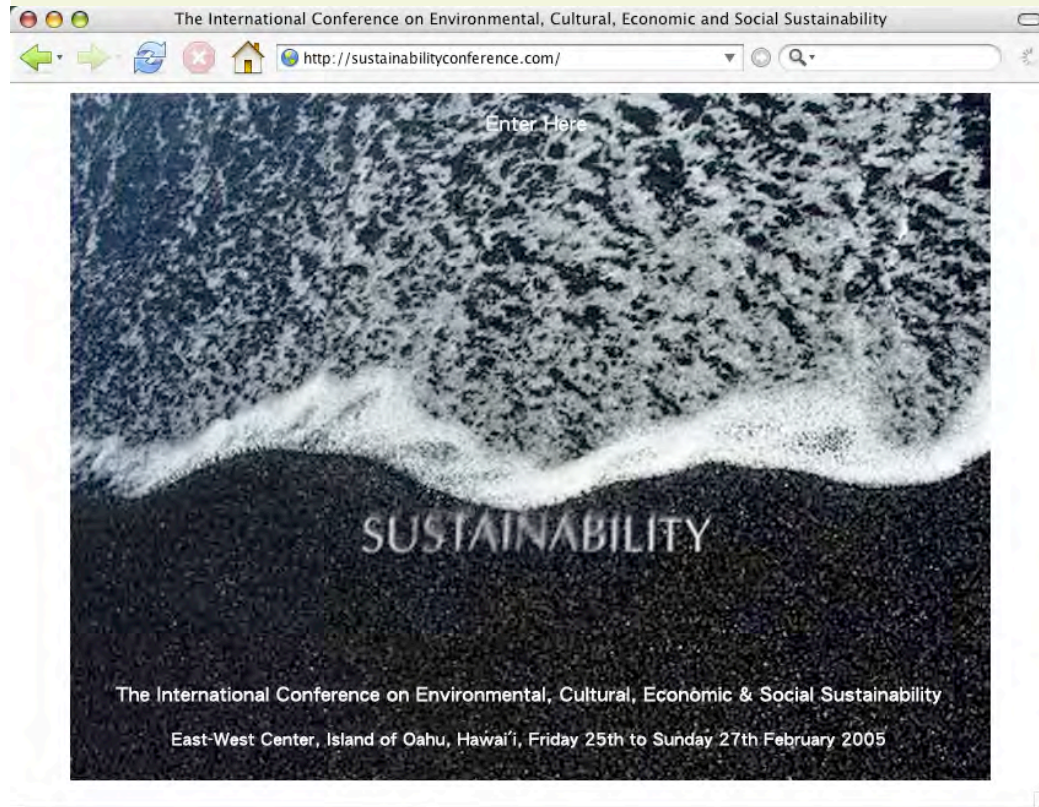 The International Conference on Environmental, Cultural, Economic and Social Sustainability
http://sustainabilityconference.com/
Enter Here
SUSTAINABILITY
The International Conference on Environmental, Cultural, Economic & Social Sustainability
East-West Center, Island of Oahu, Hawai´i, Friday 25th to Sunday 27th February 2005